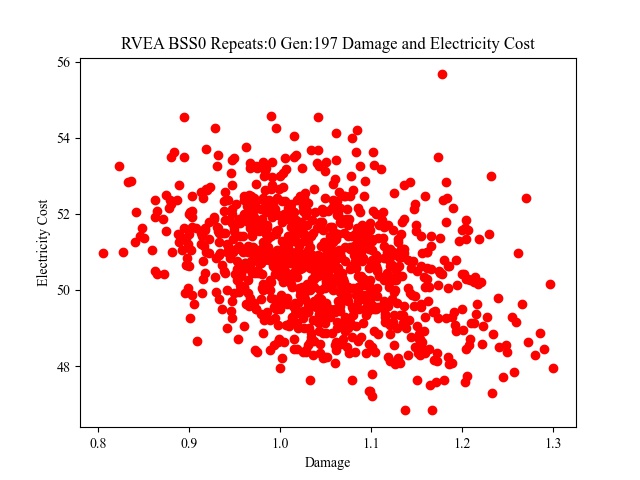 RVEA BSS0 Repeats:0 Gen:197 Damage and Electricity Cost
56
54
52
50
48
Electricity Cost
0.8 0.9 1.0 1.1 1.2 1.3
Damage